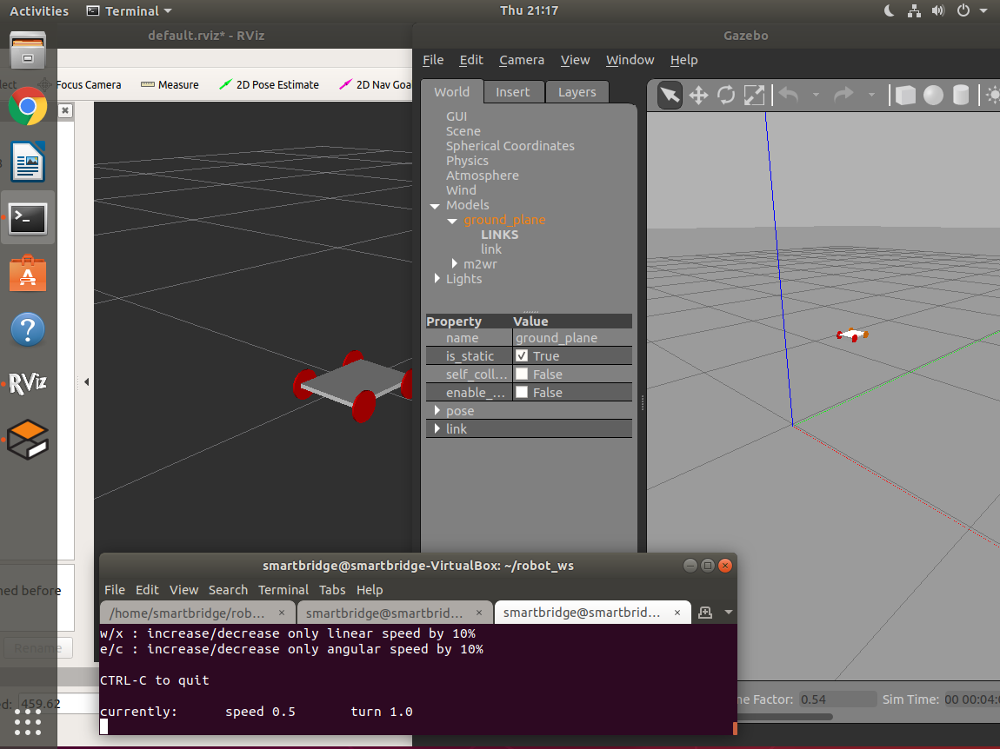 Activities Terminal Thu 21:17
default.rviz* - RViz
Focus Camera Measure 2D Pose Estimate 2D Nav Goa
ned before
Rename
459.62
RViz
Gazebo
File Edit Camera View Window Help
World Insert Layers
GUI
Scene
Spherical Coordinates
Physics
Atmosphere
Wind
Models
ground_plane
LINKS
link
m2wr
Lights
Property Value
name ground_plane
is_static True
self_coll... False
enable_... False
pose
link
me Factor: 0.54 Sim Time: 00 00:04:0
smartbridge@smartbridge-VirtualBox: ~/robot_ws
File Edit View Search Terminal Tabs Help
/home/smartbridge/rob... × smartbridge@smartbrid... × smartbridge@smartbrid... ×
w/x : increase/decrease only linear speed by 10%
e/c : increase/decrease only angular speed by 10%
CTRL-C to quit
currently: speed 0.5 turn 1.0